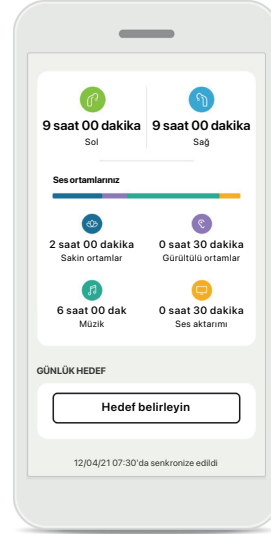 9 saat 00 dakika 9 saat 00 dakika
Sol Sağ
Ses ortamlarınız
2 saat 00 dakika 0 saat 30 dakika
Sakin ortamlar Gürültülü ortamlar
6 saat 00 dak 0 saat 30 dakika
Müzik Ses aktarımı
GÜNLÜK HEDEF
Hedef belirleyin
12/04/21 07:30'da senkronize edildi